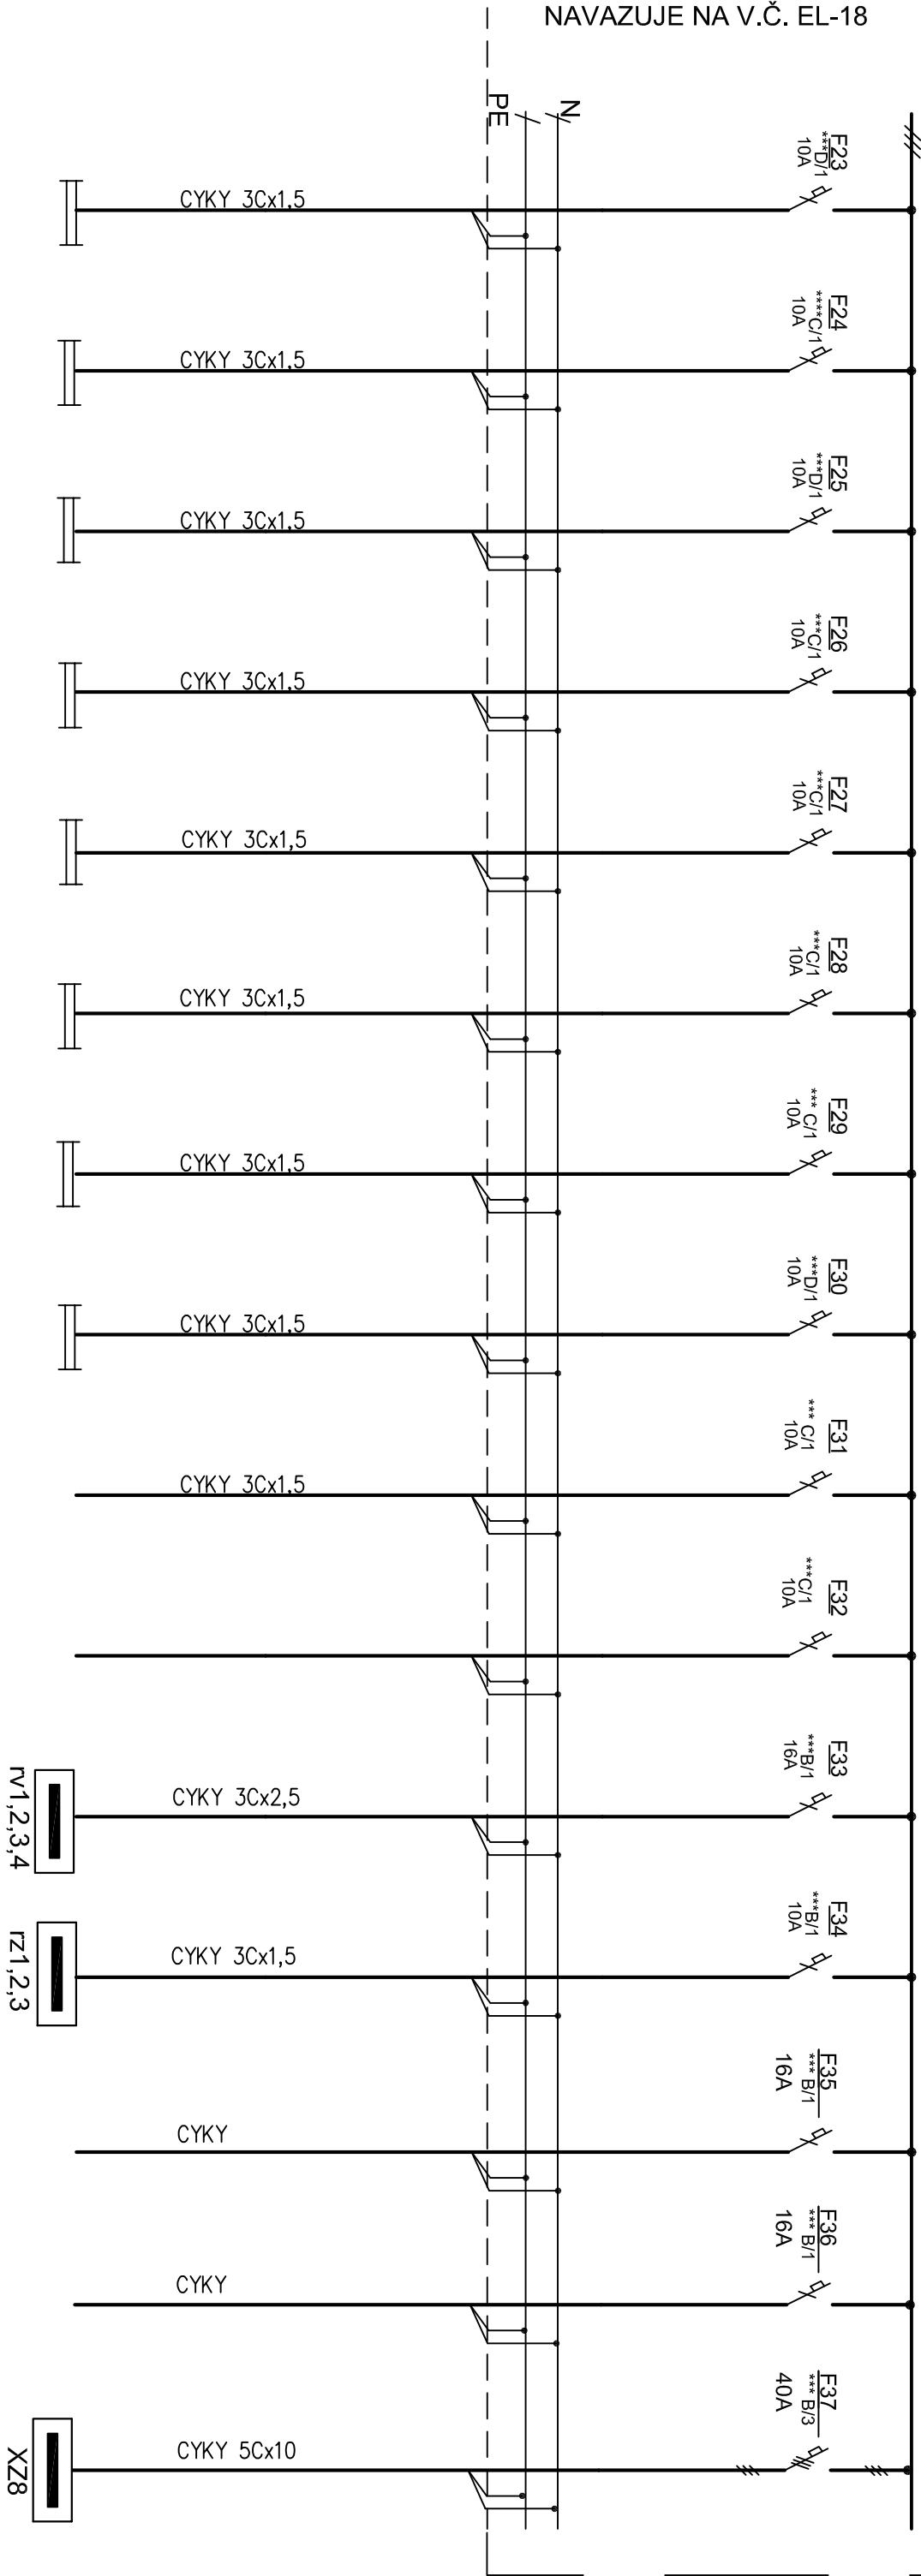 NAVAZUJE NA V.Č. EL-18
PE
N
F23
***D/1
10A
CYKY 3Cx1,5
F24
****C/1
10A
CYKY 3Cx1,5
F25
***D/1
10A
CYKY 3Cx1,5
F26
***C/1
10A
CYKY 3Cx1,5
F27
***C/1
10A
CYKY 3Cx1,5
F28
***C/1
10A
CYKY 3Cx1,5
F29
*** C/1
10A
CYKY 3Cx1,5
F30
***D/1
10A
CYKY 3Cx1,5
F31
*** C/1
10A
CYKY 3Cx1,5
F32
***C/1
10A
F33
***B/1
16A
CYKY 3Cx2,5
rv1,2,3,4
F34
***B/1
10A
CYKY 3Cx1,5
rz1,2,3
F35
*** B/1
16A
CYKY
F36
*** B/1
16A
CYKY
F37
*** B/3
40A
CYKY 5Cx10
XZ8